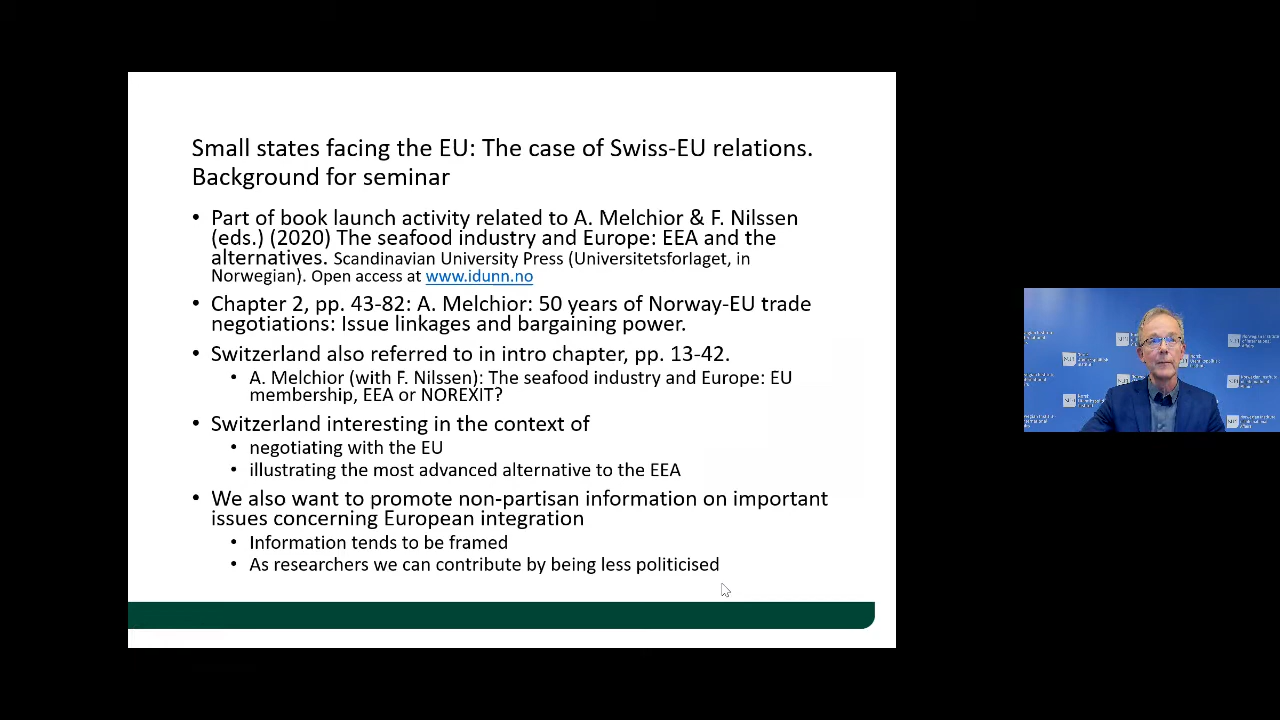 Small states facing the EU: The case of Swiss-EU relations.
Background for seminar
• Part of book launch activity related to A. Melchior & F. Nilssen
(eds.) (2020) The seafood industry and Europe: EEA and the
alternatives. Scandinavian University Press (Universitetsforlaget, in
Norwegian). Open access at www.idunn.no
• Chapter 2, pp. 43-82: A. Melchior: 50 years of Norway-EU trade
negotiations: Issue linkages and bargaining power.
• Switzerland also referred to in intro chapter, pp. 13-42.
• A. Melchior (with F. Nilssen): The seafood industry and Europe: EU
membership, EEA or NOREXIT?
• Switzerland interesting in the context of
• negotiating with the EU
• illustrating the most advanced alternative to the EEA
• We also want to promote non-partisan information on important
issues concerning European integration
• Information tends to be framed
• As researchers we can contribute by being less politicised